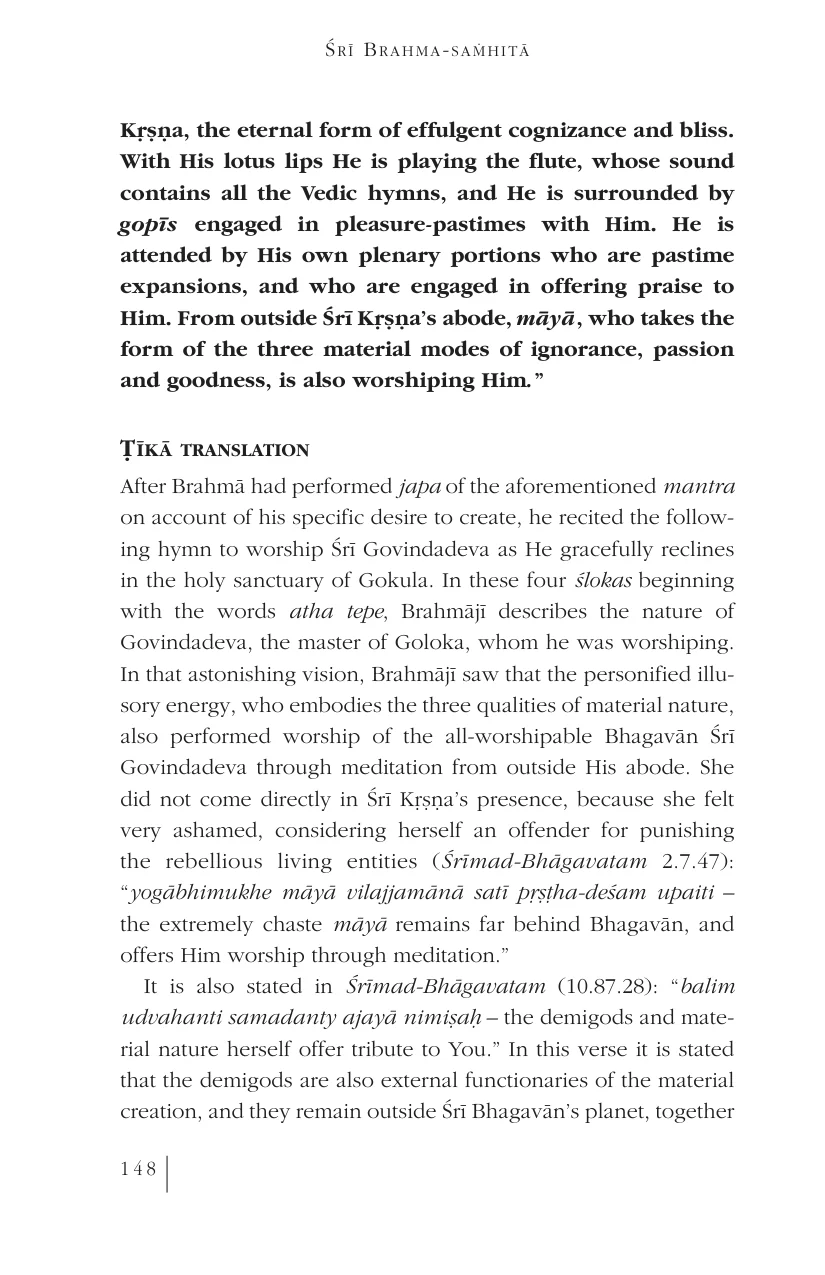 Śrī Brahma-saṁhitā
Kṛṣṇa, the eternal form of effulgent cognizance and bliss.
With His lotus lips He is playing the flute, whose sound
contains all the Vedic hymns, and He is surrounded by
gopīs engaged in pleasure-pastimes with Him. He is
attended by His own plenary portions who are pastime
expansions, and who are engaged in offering praise to
Him. From outside Śrī Kṛṣṇa’s abode, māyā, who takes the
form of the three material modes of ignorance, passion
and goodness, is also worshiping Him.”
Ṭīkā translation
After Brahmā had performed japa of the aforementioned mantra
on account of his specific desire to create, he recited the follow-
ing hymn to worship Śrī Govindadeva as He gracefully reclines
in the holy sanctuary of Gokula. In these four ślokas beginning
with the words atha tepe, Brahmājī describes the nature of
Govindadeva, the master of Goloka, whom he was worshiping.
In that astonishing vision, Brahmājī saw that the personified illu-
sory energy, who embodies the three qualities of material nature,
also performed worship of the all-worshipable Bhagavān Śrī
Govindadeva through meditation from outside His abode. She
did not come directly in Śrī Kṛṣṇa’s presence, because she felt
very ashamed, considering herself an offender for punishing
the rebellious living entities (Śrīmad-Bhāgavatam 2.7.47):
“yogābhimukhe māyā vilajjamānā satī pṛṣṭha-deśam upaiti –
the extremely chaste māyā remains far behind Bhagavān, and
offers Him worship through meditation.”
It is also stated in Śrīmad-Bhāgavatam (10.87.28): “balim
udvahanti samadanty ajayā nimiṣaḥ – the demigods and mate-
rial nature herself offer tribute to You.” In this verse it is stated
that the demigods are also external functionaries of the material
creation, and they remain outside Śrī Bhagavān’s planet, together
148